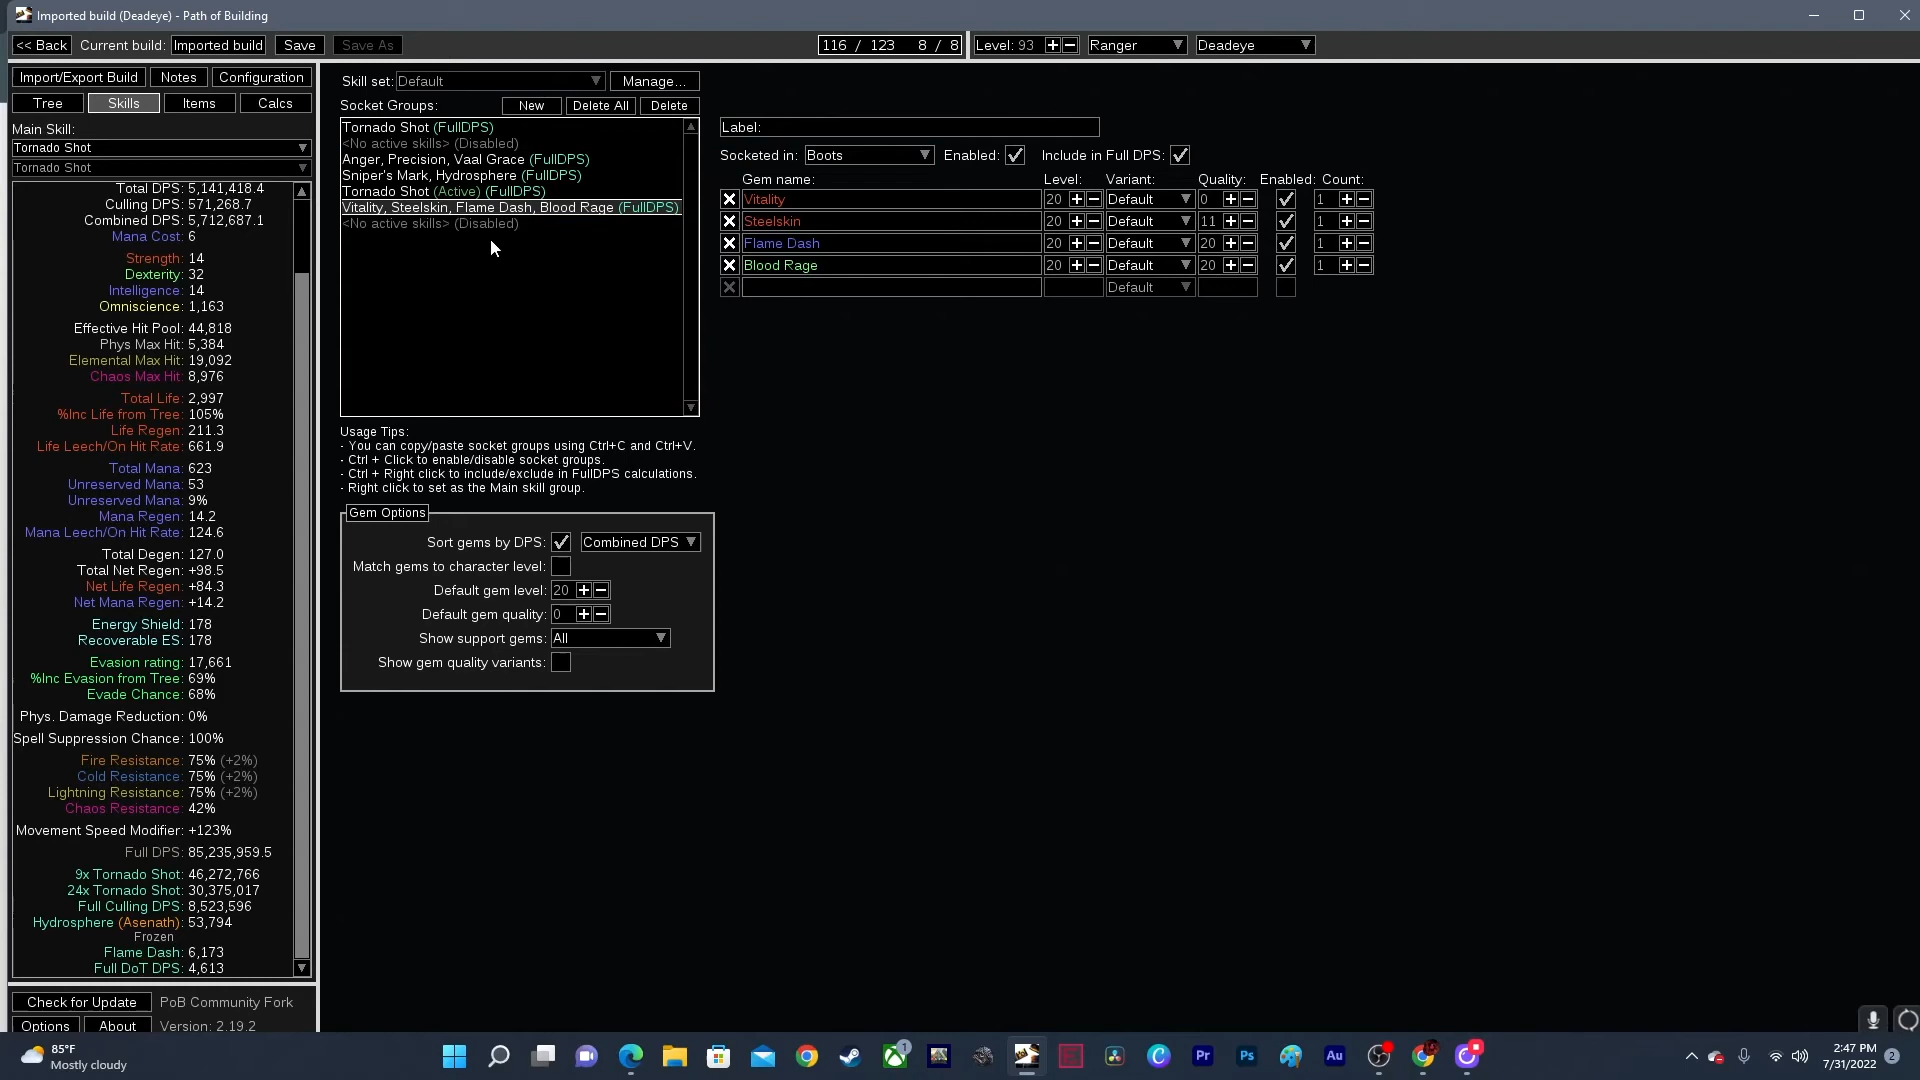 Imported build (Deadeye) - Path of Building
<< Back
Current build: Imported build
Save
Save As
116 / 123 8 / 8
Level: 93
Ranger
Deadeye
Import/Export Build
Notes
Configuration
Tree
Skills
Items
Calcs
Main Skill:
Tornado Shot
Tornado Shot
Total DPS: 5,141,418.4
Culling DPS: 571,268.7
Combined DPS: 5,712,687.1
Mana Cost: 6
Strength: 14
Dexterity: 32
Intelligence: 14
Omniscience: 1,163
Effective Hit Pool: 44,818
Phys Max Hit: 5,384
Elemental Max Hit: 19,092
Chaos Max Hit: 8,976
Total Life: 2,997
%Inc Life from Tree: 105%
Life Regen: 211.3
Life Leech/On Hit Rate: 661.9
Total Mana: 623
Unreserved Mana: 53
Unreserved Mana: 9%
Mana Regen: 14.2
Mana Leech/On Hit Rate: 124.6
Total Degen: 127.0
Total Net Regen: +98.5
Net Life Regen: +84.3
Net Mana Regen: +14.2
Energy Shield: 178
Recoverable ES: 178
Evasion rating: 17,661
%Inc Evasion from Tree: 69%
Evade Chance: 68%
Phys. Damage Reduction: 0%
Spell Suppression Chance: 100%
Fire Resistance: 75% (+2%)
Cold Resistance: 75% (+2%)
Lightning Resistance: 75% (+2%)
Chaos Resistance: 42%
Movement Speed Modifier: +123%
Full DPS: 85,235,959.5
9x Tornado Shot: 46,272,766
24x Tornado Shot: 30,375,017
Full Culling DPS: 8,523,596
Hydrosphere (Asenath): 53,794
Frozen
Flame Dash: 6,173
Full DoT DPS: 4,613
Check for Update
PoB Community Fork
Options
About
Version: 2.19.2
Skill set: Default
Manage...
Socket Groups:
New
Delete All
Delete
Tornado Shot (FullDPS)
<No active skills> (Disabled)
Anger, Precision, Vaal Grace (FullDPS)
Sniper's Mark, Hydrosphere (FullDPS)
Tornado Shot (Active) (FullDPS)
Vitality, Steelskin, Flame Dash, Blood Rage (FullDPS)
<No active skills> (Disabled)
Usage Tips:
- You can copy/paste socket groups using Ctrl+C and Ctrl+V.
- Ctrl + Click to enable/disable socket groups.
- Ctrl + Right click to include/exclude in FullDPS calculations.
- Right click to set as the Main skill group.
Gem Options
Sort gems by DPS: Combined DPS
Match gems to character level:
Default gem level: 20
Default gem quality: 0
Show support gems: All
Show gem quality variants:
Label:
Socketed in: Boots Enabled: Include in Full DPS:
Gem name: Level: Variant: Quality: Enabled: Count:
Vitality 20 Default 0 1
Steelskin 20 Default 11 1
Flame Dash 20 Default 20 1
Blood Rage 20 Default 20 1
Default
85°F
Mostly cloudy
1
Pr
Ps
Au
2:47 PM
7/31/2022
2